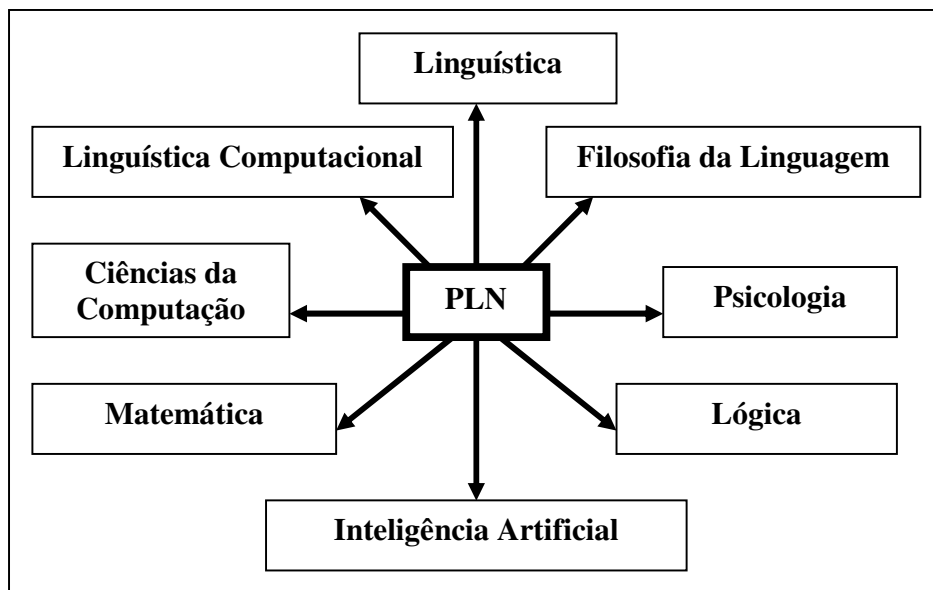 Linguística
Linguística Computacional
Filosofia da Linguagem
Ciências da
Computação
PLN
Psicologia
Matemática
Lógica
Inteligência Artificial